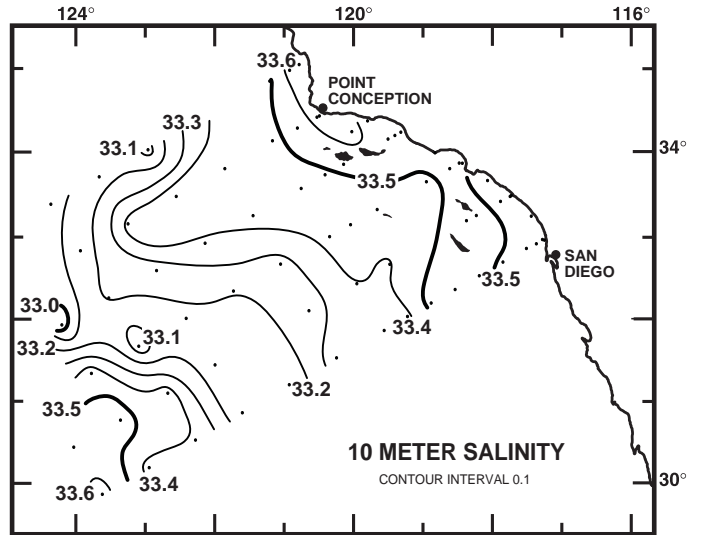 124° 120° 116°
33.6
POINT
CONCEPTION
33.3
33.1
34°
33.5
SAN
DIEGO
33.5
33.0
33.4
33.1
33.2
33.2
33.5
10 METER SALINITY
CONTOUR INTERVAL 0.1
30°
33.4
33.6